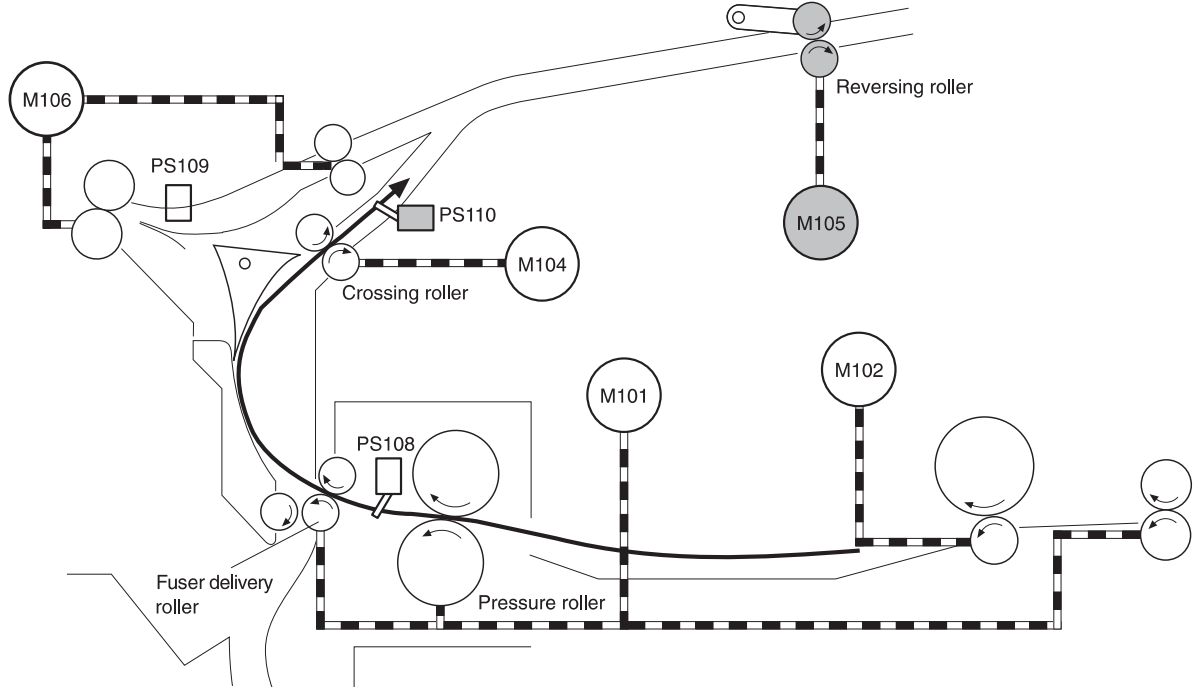 Reversing roller
M106
PS109
PS110
M105
M104
Crossing roller
M102
M101
PS108
Fuser delivery
roller
Pressure roller